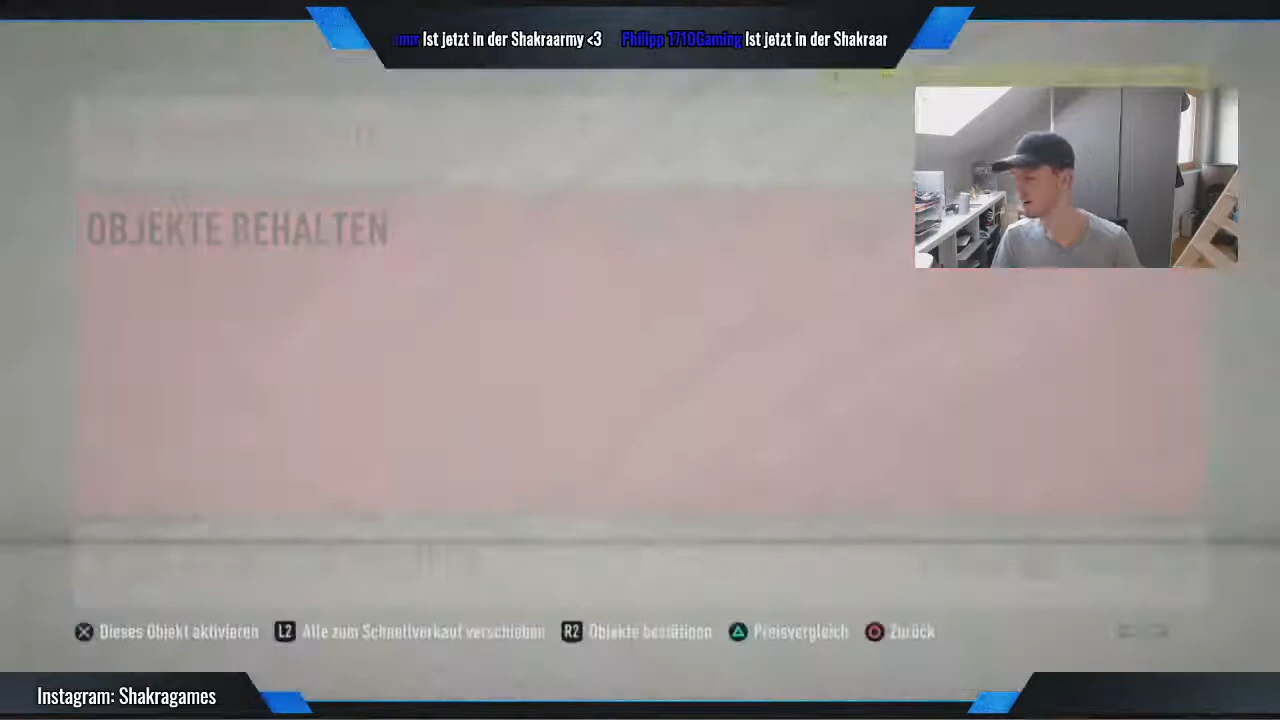 Ist jetzt in der Shakraarmy <3 Philipp 1710Gaming Ist jetzt in der Shakraar
OBJEKTE BEHALTEN
Dieses Objekt aktivieren L2 Alle zum Schnellverkauf verschieben R2 Objekte bestätigen Preisvergleich Zurück
Instagram: Shakragames